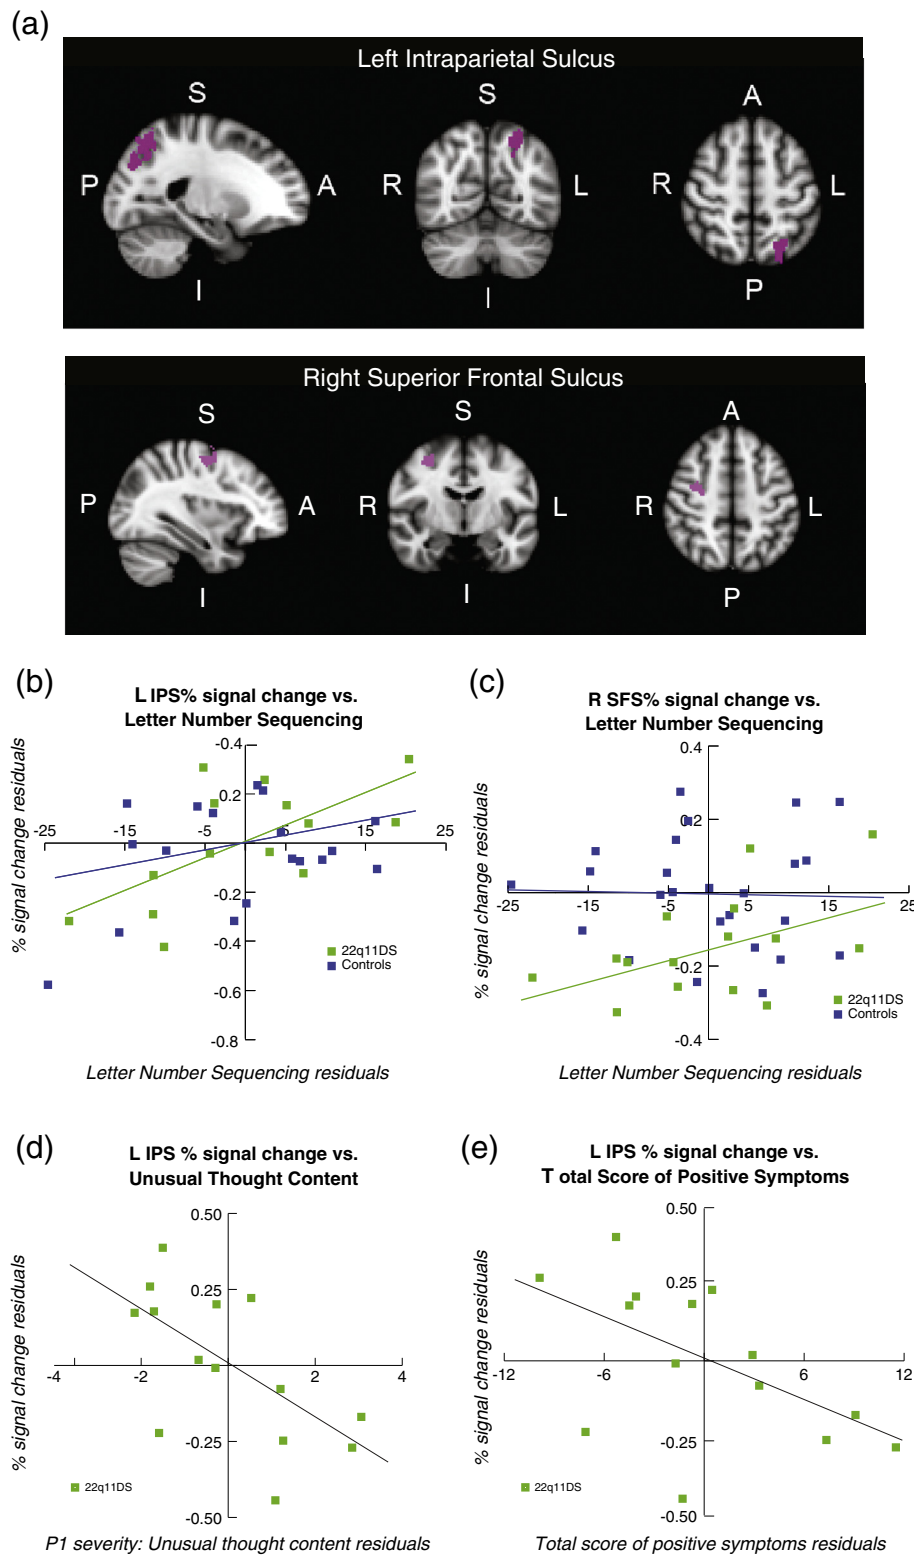 (a)
Left Intraparietal Sulcus
S
S
A
P
A
R
L
R
L
I
I
P
Right Superior Frontal Sulcus
S
S
A
P
A
R
L
R
L
I
I
P
(b)
L IPS% signal change vs.
Letter Number Sequencing
% signal change residuals
-0.4
0.2
-25
-15
-5
5
15
25
-0.2
-0.4
-0.6
-0.8
22q11DS
Controls
Letter Number Sequencing residuals
(c)
R SFS% signal change vs.
Letter Number Sequencing
% signal change residuals
0.4
0.2
-25
-15
-5
5
15
25
-0.2
-0.4
22q11DS
Controls
Letter Number Sequencing residuals
(d)
L IPS % signal change vs.
Unusual Thought Content
% signal change residuals
0.50
0.25
-4
-2
2
4
-0.25
-0.50
22q11DS
P1 severity: Unusual thought content residuals
(e)
L IPS % signal change vs.
T otal Score of Positive Symptoms
% signal change residuals
0.50
0.25
-12
-6
6
12
-0.25
-0.50
22q11DS
Total score of positive symptoms residuals